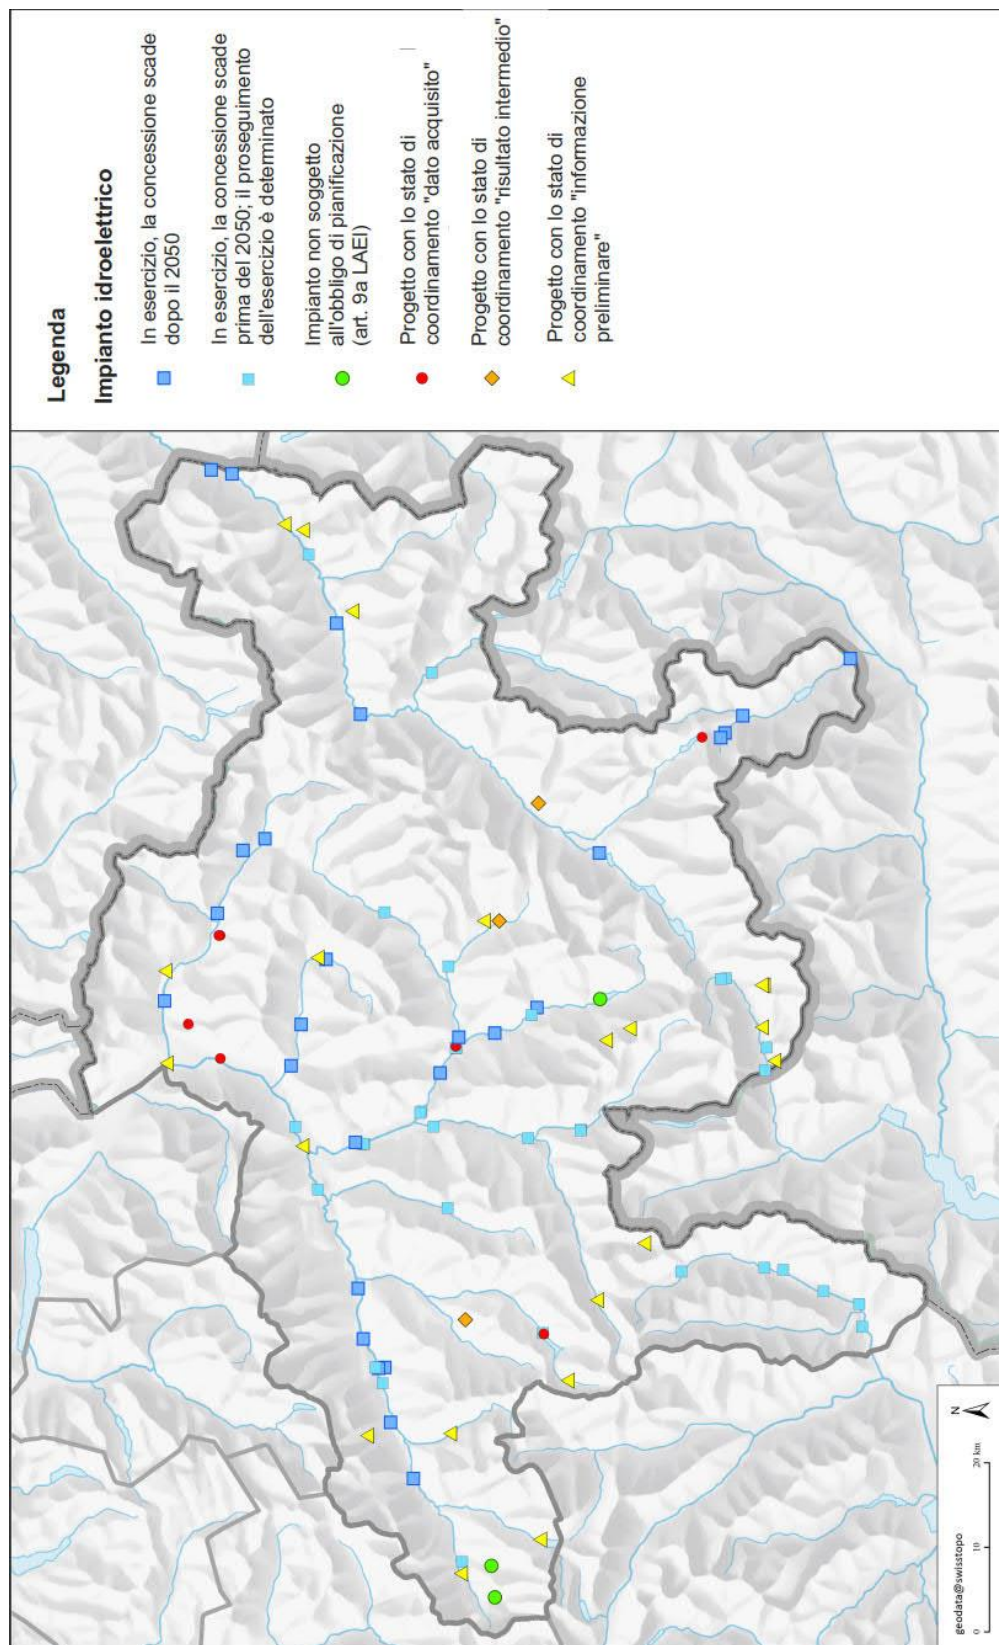 Legenda
Impianto idroelettrico
In esercizio, la concessione scade
dopo il 2050
In esercizio, la concessione scade
prima del 2050; il proseguimento
dell'esercizio è determinato
Impianto non soggetto
all'obbligo di pianificazione
(art. 9a LAEI)
Progetto con lo stato di
coordinamento "dato acquisito"
Progetto con lo stato di
coordinamento "risultato intermedio"
Progetto con lo stato di
coordinamento "informazione
preliminare"
geodata@swisstopo
N
0 10 20 km